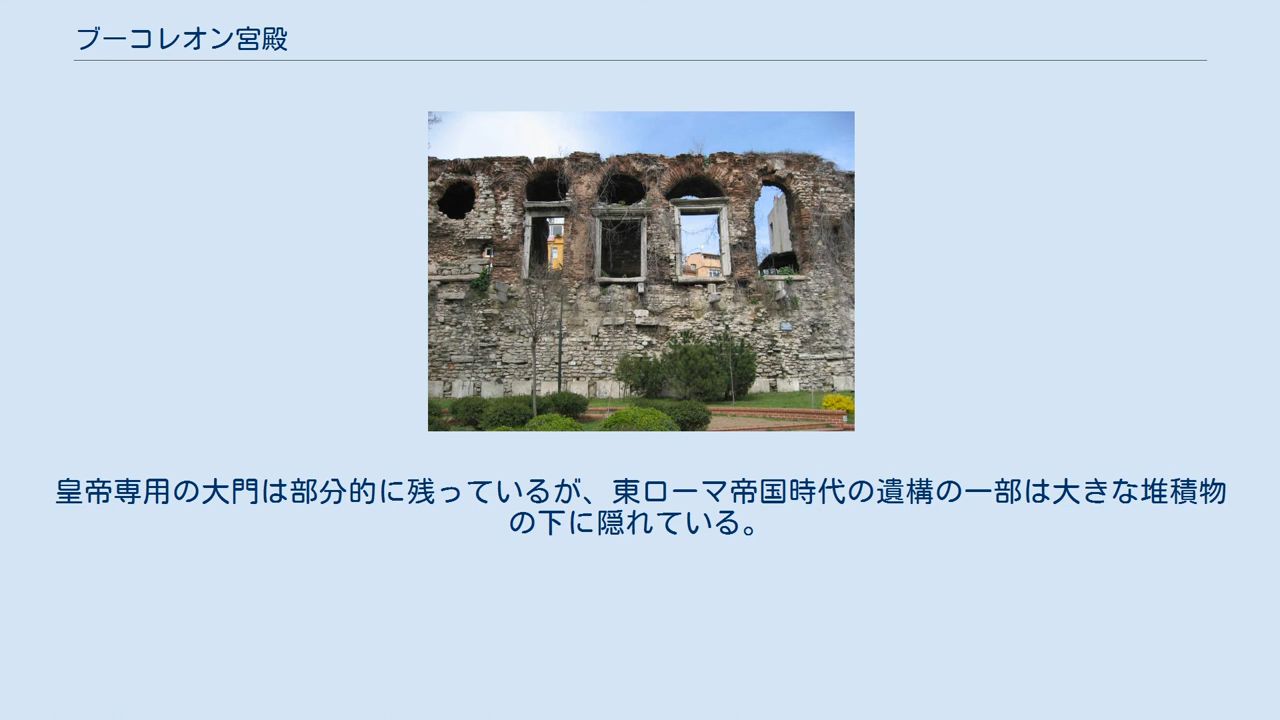 ブーコレオン宮殿
皇帝専用の大門は部分的に残っているが、東ローマ帝国時代の遺構の一部は大きな堆積物
の下に隠れている。